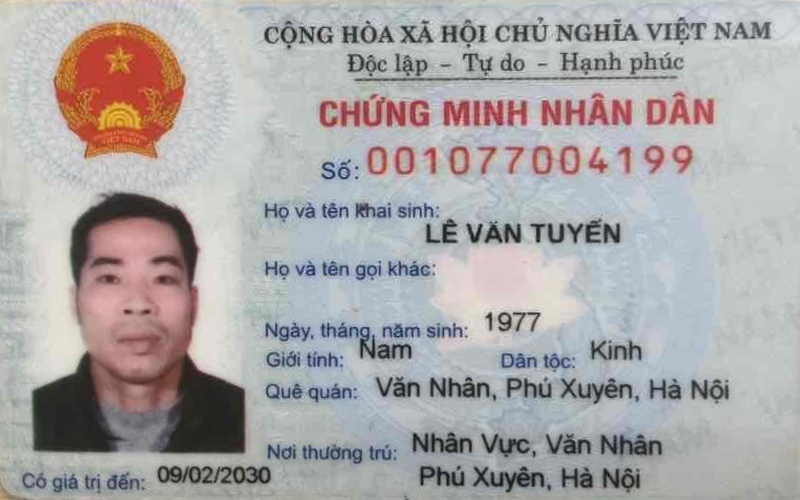 CỘNG HÒA XÃ HỘI CHỦ NGHĨA VIỆT NAM
Độc lập - Tự do - Hạnh phúc
CHỨNG MINH NHÂN DÂN
Số: 001077004199
Họ và tên khai sinh:
LÊ VĂN TUYẾN
Họ và tên gọi khác:
Ngày, tháng, năm sinh: 1977
Giới tính: Nam Dân tộc: Kinh
Quê quán: Văn Nhân, Phú Xuyên, Hà Nội
Nơi thường trú: Nhân Vực, Văn Nhân
Phú Xuyên, Hà Nội
Có giá trị đến: 09/02/2030